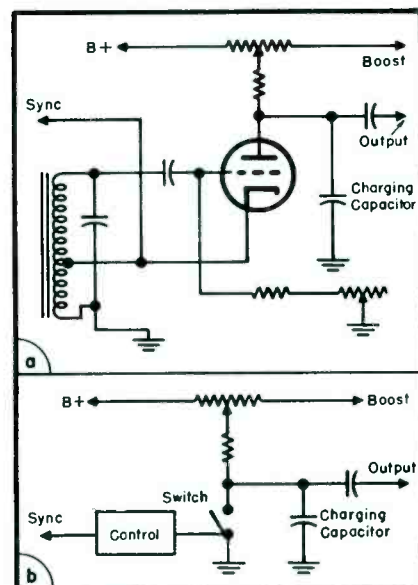 B+
Boost
Sync
Output
Charging
Capacitor
a
B+
Boost
Output
Switch
Sync
Control
Charging
Capacitor
b